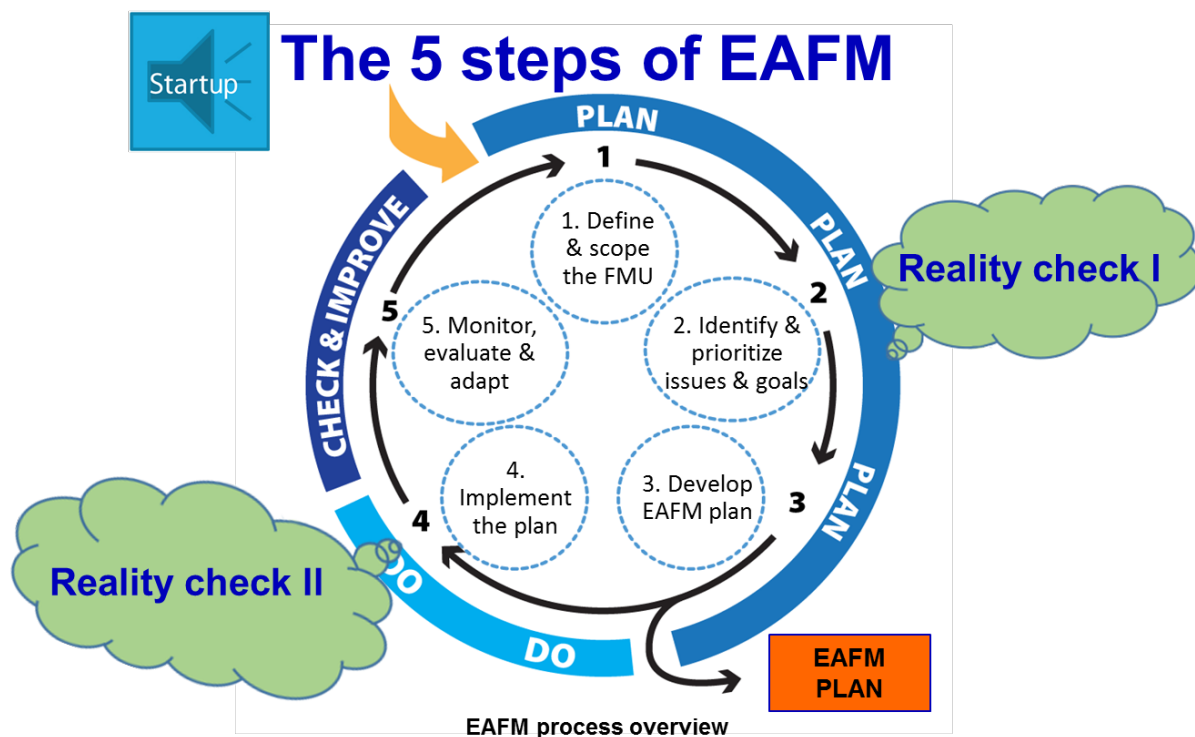 Startup
The 5 steps of EAFM
PLAN
1
1. Define
& scope
the FMU
PLAN
2
Reality check I
2. Identify &
prioritize
issues & goals
PLAN
3
3. Develop
EAFM plan
4
4.
Implement
the plan
DO
DO
Reality check II
5
5. Monitor,
evaluate &
adapt
CHECK & IMPROVE
EAFM
PLAN
EAFM process overview